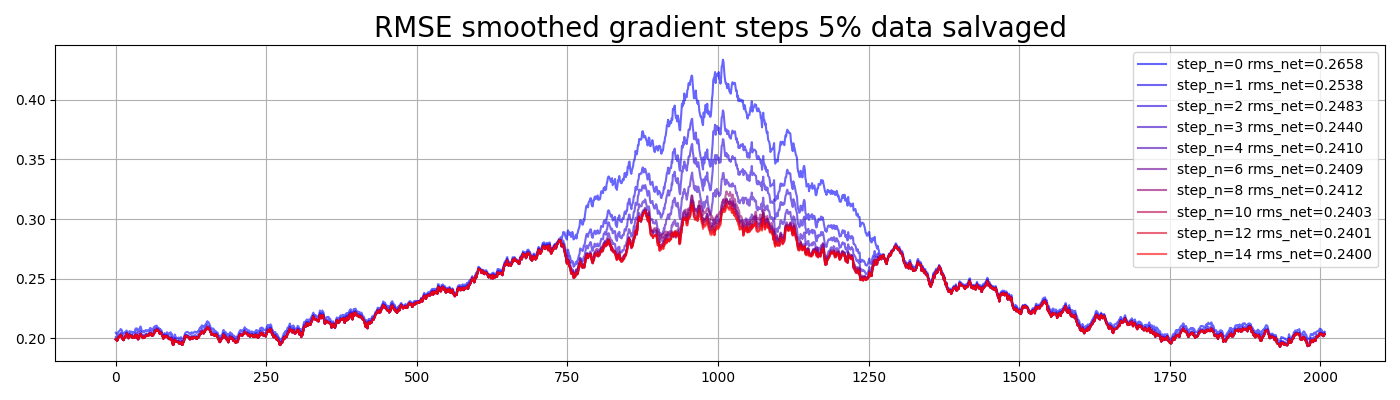 RMSE smoothed gradient steps 5% data salvaged
step_n=0 rms_net=0.2658
step_n=1 rms_net=0.2538
step_n=2 rms_net=0.2483
step_n=3 rms_net=0.2440
step_n=4 rms_net=0.2410
step_n=6 rms_net=0.2409
step_n=8 rms_net=0.2412
step_n=10 rms_net=0.2403
step_n=12 rms_net=0.2401
step_n=14 rms_net=0.2400
0.40
0.35
0.30
0.25
0.20
0 250 500 750 1000 1250 1500 1750 2000